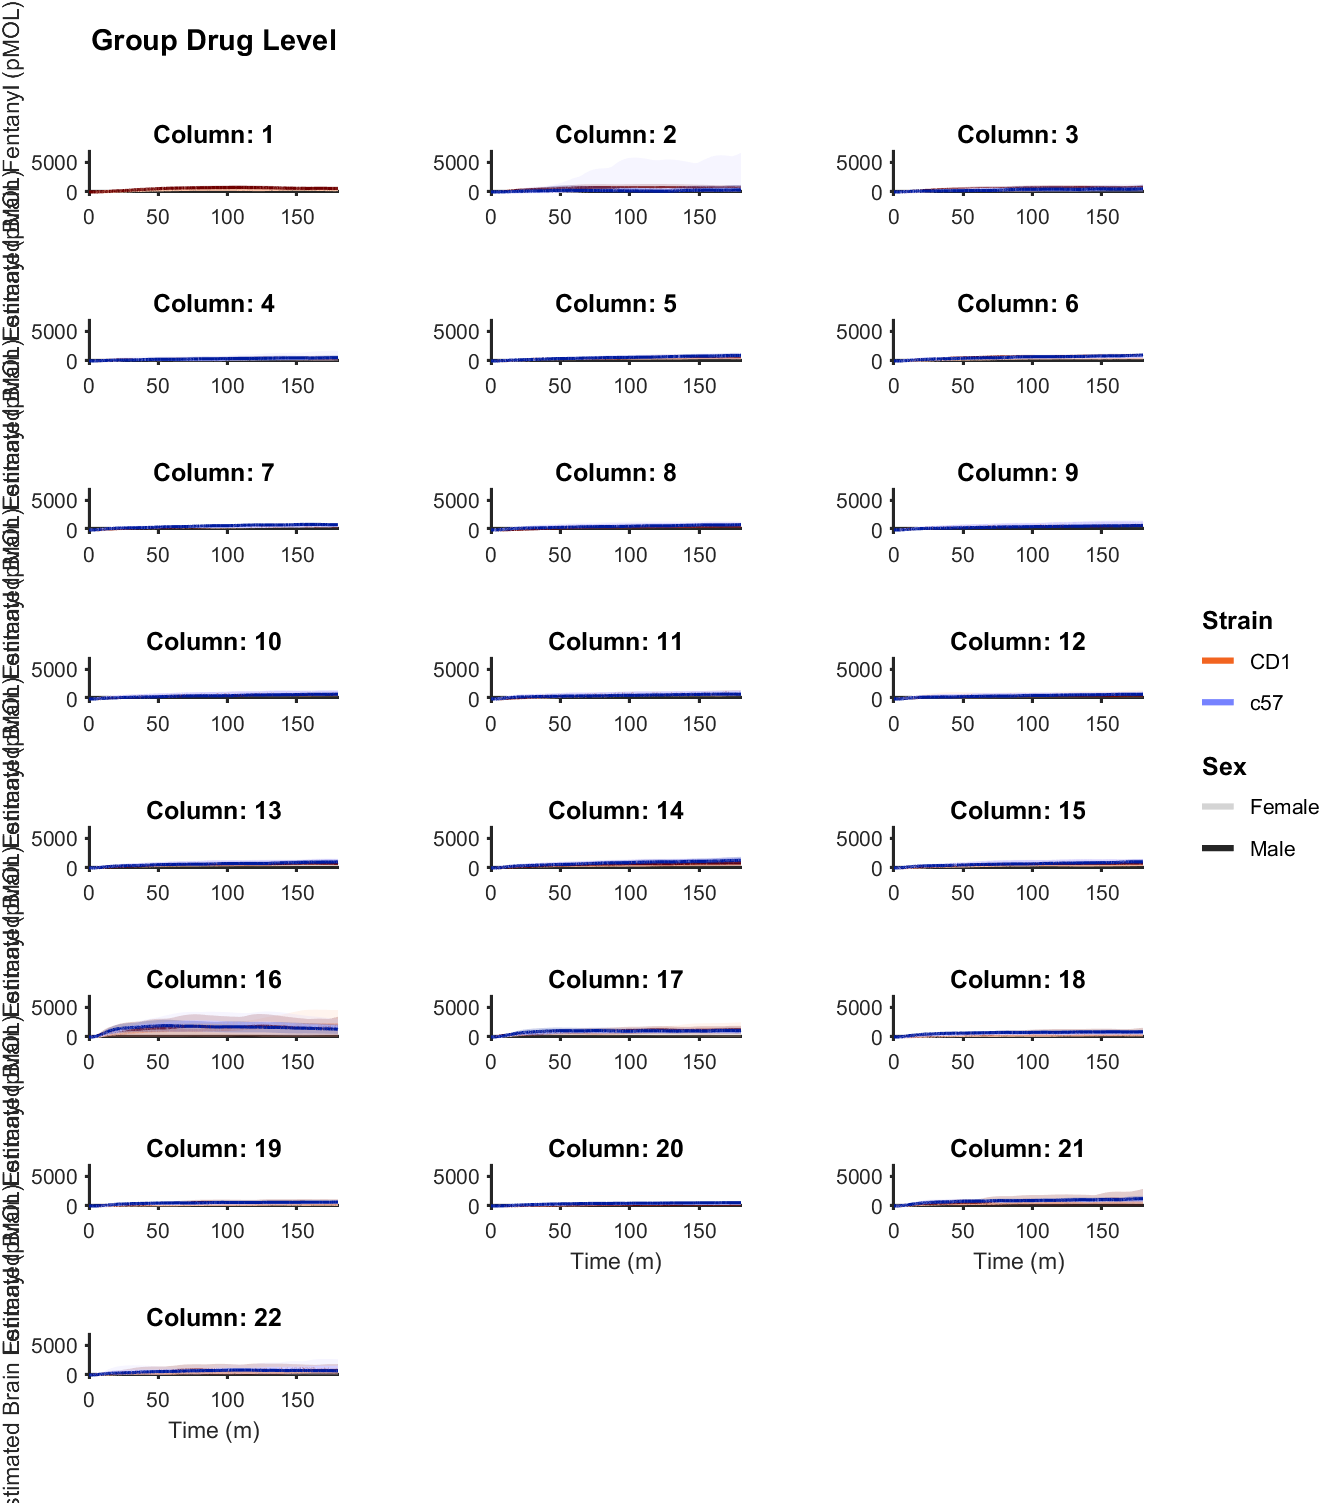 Group Drug Level
Column: 1
5000
0
0 50 100 150
Column: 2
5000
0
0 50 100 150
Column: 3
5000
0
0 50 100 150
Column: 4
5000
0
0 50 100 150
Column: 5
5000
0
0 50 100 150
Column: 6
5000
0
0 50 100 150
Column: 7
5000
0
0 50 100 150
Column: 8
5000
0
0 50 100 150
Column: 9
5000
0
0 50 100 150
Column: 10
5000
0
0 50 100 150
Column: 11
5000
0
0 50 100 150
Column: 12
5000
0
0 50 100 150
Column: 13
5000
0
0 50 100 150
Column: 14
5000
0
0 50 100 150
Column: 15
5000
0
0 50 100 150
Column: 16
5000
0
0 50 100 150
Column: 17
5000
0
0 50 100 150
Column: 18
5000
0
0 50 100 150
Column: 19
5000
0
0 50 100 150
Column: 20
5000
0
0 50 100 150
Time (m)
Column: 21
5000
0
0 50 100 150
Time (m)
Column: 22
5000
0
0 50 100 150
Time (m)
Fentanyl (pMOL)
stimated Brain
Strain
CD1
c57
Sex
Female
Male